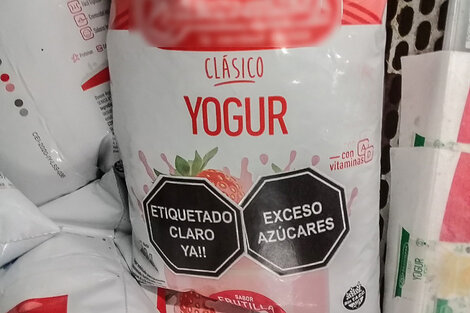 CLÁSICO
YOGUR
con
vitaminas
A
D
ETIQUETADO
CLARO
YA!!
EXCESO
AZÚCARES
SABOR
FRUTILLA
YOGUR